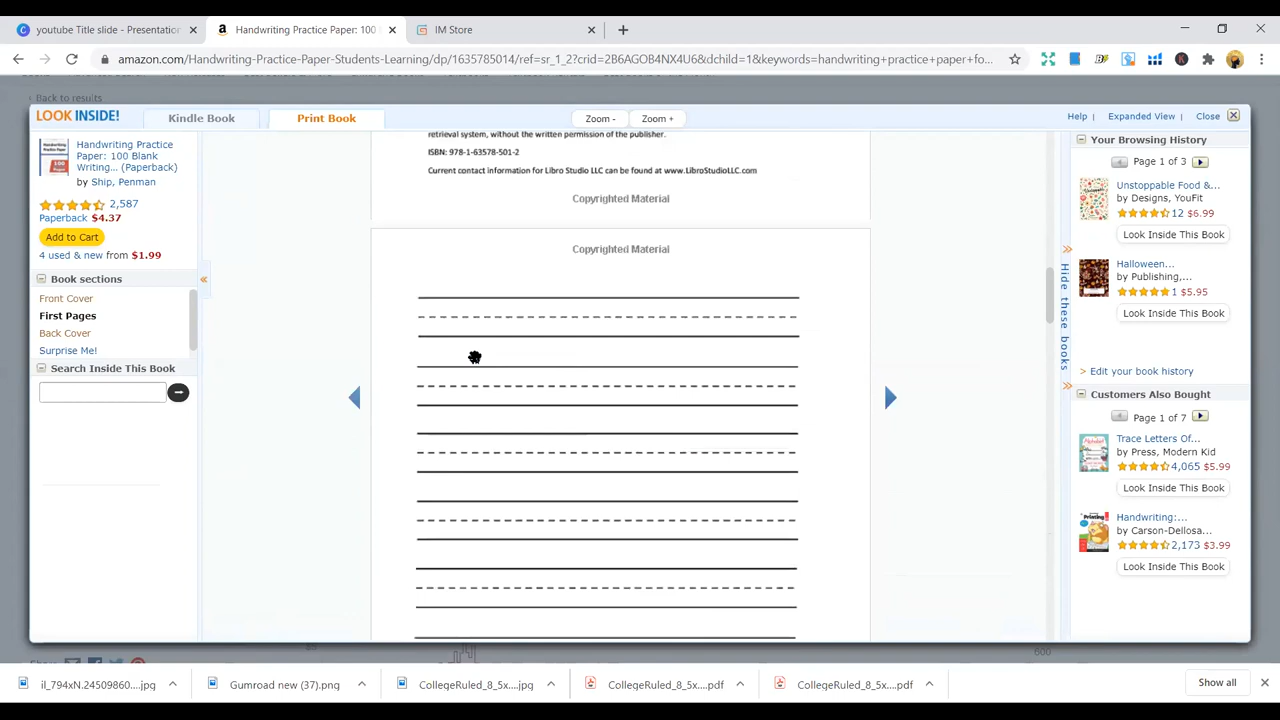 youtube Title slide - Presentation
Handwriting Practice Paper: 100
IM Store
amazon.com/Handwriting-Practice-Paper-Students-Learning/dp/1635785014/ref=sr_1_2?crid=2B6AGOB4NX4U6&dchild=1&keywords=handwriting+practice+paper+fo...
Back to results
LOOK INSIDE!
Kindle Book
Print Book
Zoom -
Zoom +
Help |
Expanded View |
Close
Handwriting Practice
Paper: 100 Blank
Writing... (Paperback)
by Ship, Penman
2,587
Paperback $4.37
Add to Cart
4 used & new from $1.99
Book sections
Front Cover
First Pages
Back Cover
Surprise Me!
Search Inside This Book
retrieval system, without the written permission of the publisher.
ISBN: 978-1-63578-501-2
Current contact information for Libro Studio LLC can be found at www.LibroStudioLLC.com
Copyrighted Material
Copyrighted Material
Hide these books
Your Browsing History
Page 1 of 3
Unstoppable Food &...
by Designs, YouFit
12 $6.99
Look Inside This Book
Halloween...
by Publishing,...
1 $5.95
Look Inside This Book
> Edit your book history
Customers Also Bought
Page 1 of 7
Trace Letters Of...
by Press, Modern Kid
4,065 $5.99
Look Inside This Book
Handwriting:...
by Carson-Dellosa...
2,173 $3.99
Look Inside This Book
Share
600
il_794xN.24509860....jpg
Gumroad new (37).png
CollegeRuled_8_5x....jpg
CollegeRuled_8_5x....pdf
CollegeRuled_8_5x....pdf
Show all